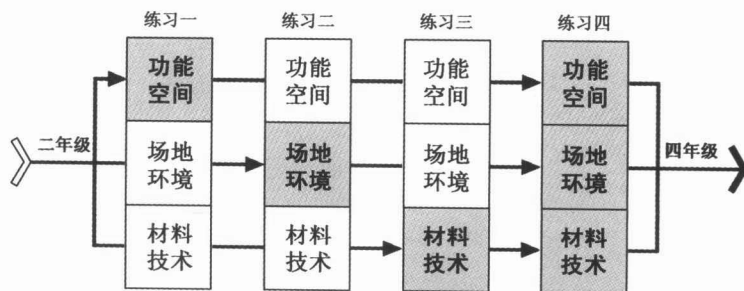 练习一 练习二 练习三 练习四
功能 功能 功能 功能
空间 空间 空间 空间
二年级 四年级
场地 场地 场地 场地
环境 环境 环境 环境
材料 材料 材料 材料
技术 技术 技术 技术